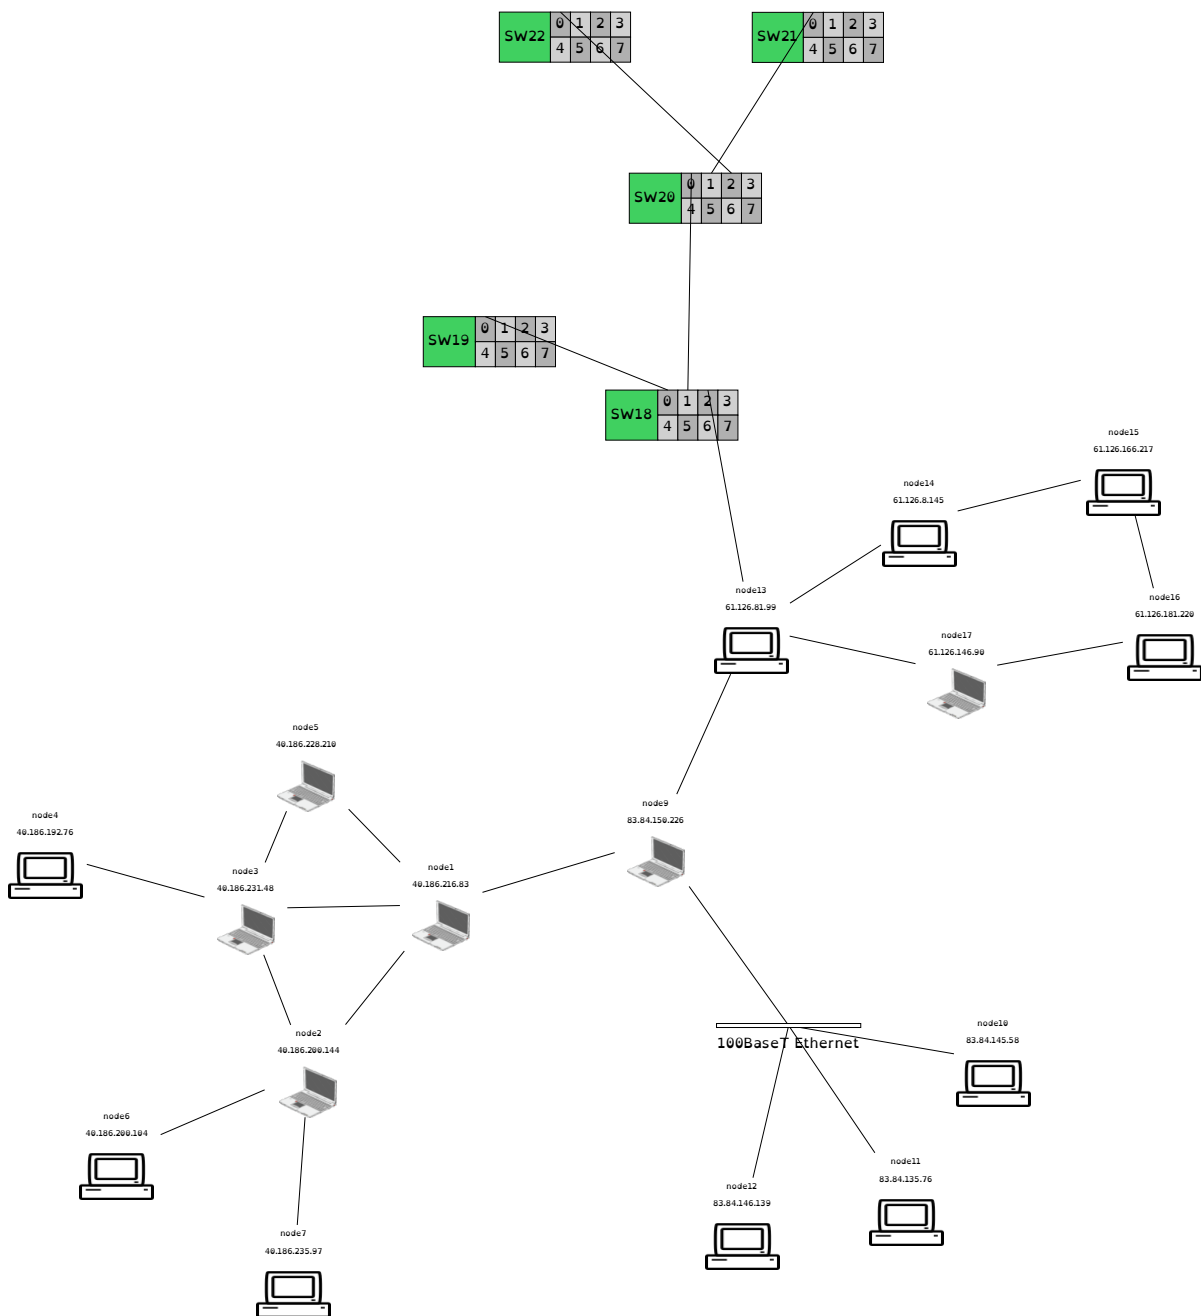 SW22 0 1 2 3
4 5 6 7
SW21 0 1 2 3
4 5 6 7
SW20 0 1 2 3
4 5 6 7
SW19 0 1 2 3
4 5 6 7
SW18 0 1 2 3
4 5 6 7
node15
61.126.166.217
node14
61.126.8.145
node13
61.126.81.99
node16
61.126.181.220
node17
61.126.146.90
node5
40.186.228.210
node9
83.84.150.226
node4
40.186.192.76
node3
40.186.231.48
node1
40.186.216.83
node2
40.186.200.144
node10
83.84.145.58
100BaseT Ethernet
node6
40.186.200.104
node11
83.84.135.76
node12
83.84.146.139
node7
40.186.235.97